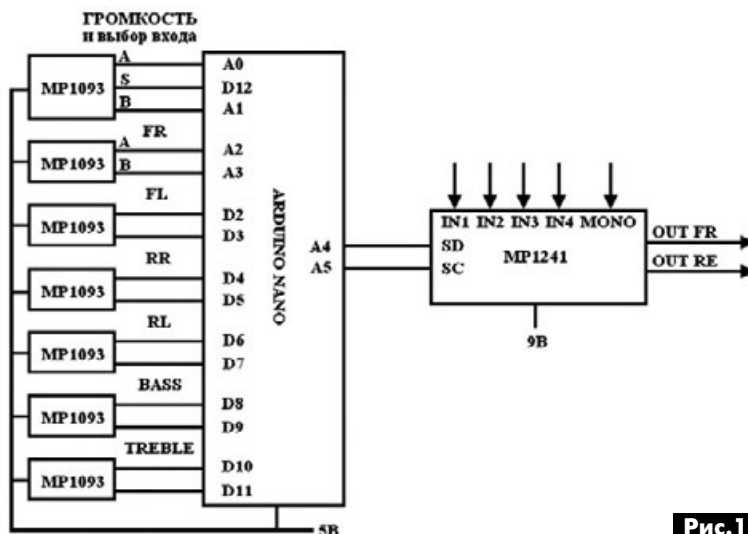 ГРОМКОСТЬ
и выбор входа
MP1093
A
S
B
A0
D12
A1
FR
MP1093
A
B
A2
A3
FL
MP1093
D2
D3
RR
MP1093
D4
D5
RL
MP1093
D6
D7
BASS
MP1093
D8
D9
TREBLE
MP1093
D10
D11
ARDUINO NANO
A4
A5
IN1 IN2 IN3 IN4 MONO
SD
SC
MP1241
OUT FR
OUT RE
9В
5В
Рис.1